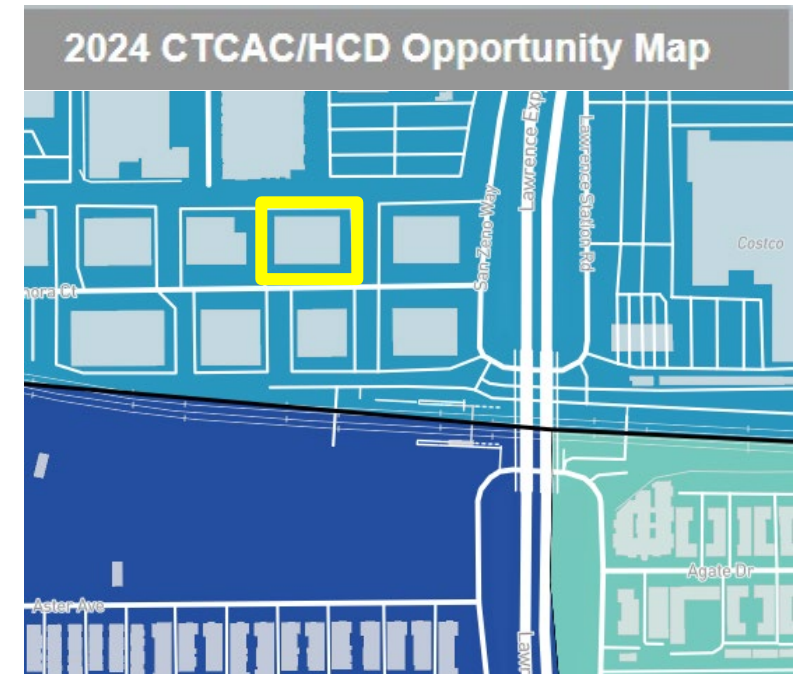 2024 CTCAC/HCD Opportunity Map
Lawrence Exp
Lawrence Station Rd
San Zeno Way
Costco
nora Ct
Agate Dr
Aster Ave
Lawr